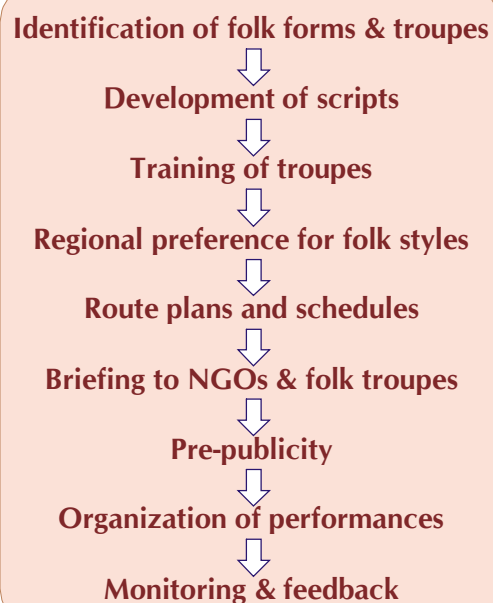 Identification of folk forms & troupes
Development of scripts
Training of troupes
Regional preference for folk styles
Route plans and schedules
Briefing to NGOs & folk troupes
Pre-publicity
Organization of performances
Monitoring & feedback